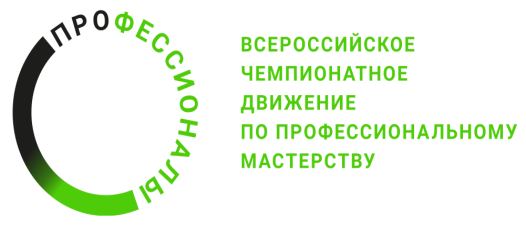 ПРОФЕССИОНАЛЫ
ВСЕРОССИЙСКОЕ
ЧЕМПИОНАТНОЕ
ДВИЖЕНИЕ
ПО ПРОФЕССИОНАЛЬНОМУ
МАСТЕРСТВУ